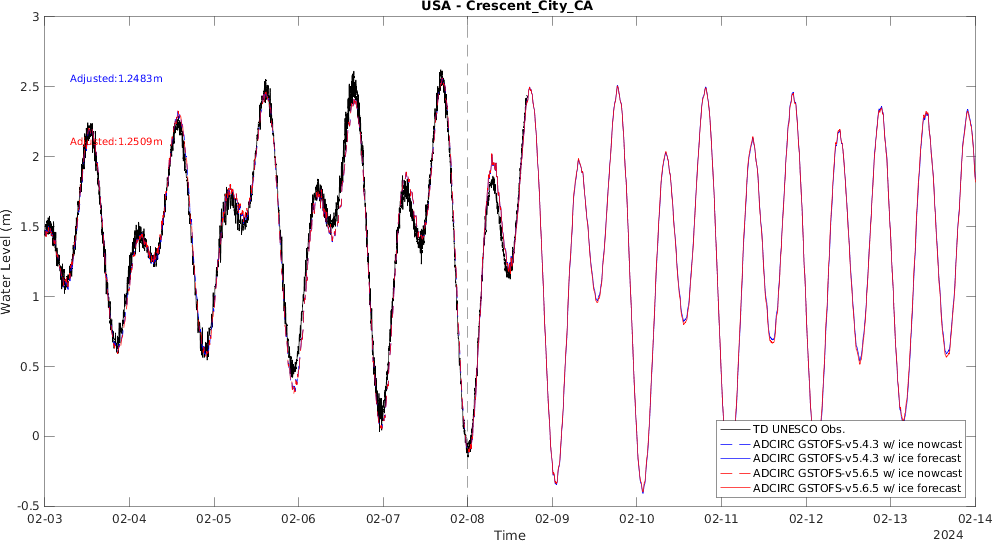 USA - Crescent_City_CA
3
2.5
2
1.5
1
0.5
0
-0.5
Water Level (m)
Adjusted:1.2483m
Adjusted:1.2509m
TD UNESCO Obs.
ADCIRC GSTOFS-v5.4.3 w/ ice nowcast
ADCIRC GSTOFS-v5.4.3 w/ ice forecast
ADCIRC GSTOFS-v5.6.5 w/ ice nowcast
ADCIRC GSTOFS-v5.6.5 w/ ice forecast
02-03 02-04 02-05 02-06 02-07 02-08 02-09 02-10 02-11 02-12 02-13 02-14
Time
2024